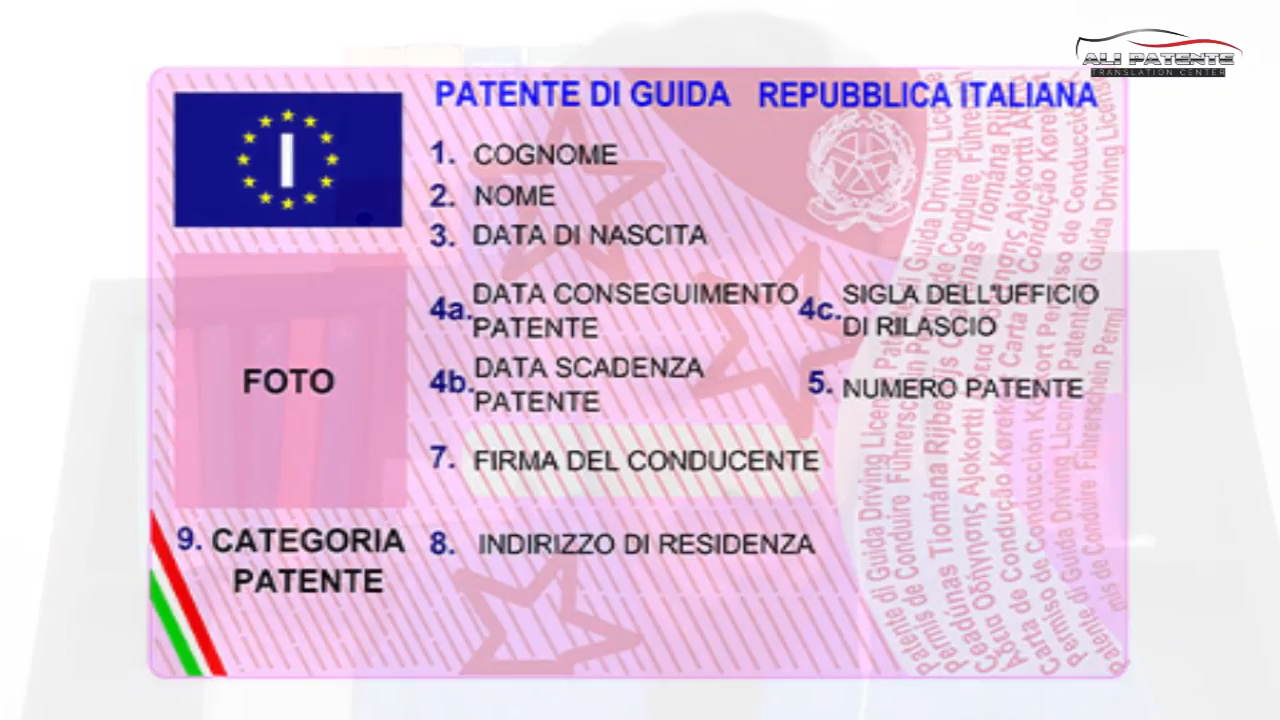 ALI PATENTE
TRANSLATION CENTER
PATENTE DI GUIDA REPUBBLICA ITALIANA
I
1. COGNOME
2. NOME
3. DATA DI NASCITA
4a. DATA CONSEGUIMENTO
PATENTE
4c. SIGLA DELL'UFFICIO
DI RILASCIO
4b. DATA SCADENZA
PATENTE
5. NUMERO PATENTE
FOTO
7. FIRMA DEL CONDUCENTE
9. CATEGORIA
PATENTE
8. INDIRIZZO DI RESIDENZA